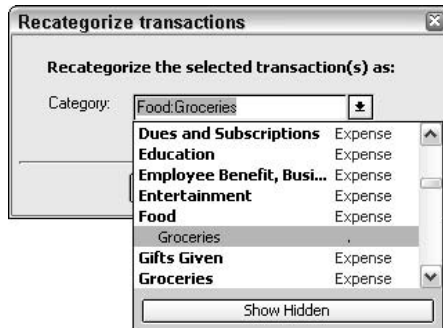 Recategorize transactions
Recategorize the selected transaction(s) as:
Category: Food:Groceries
Dues and Subscriptions Expense
Education Expense
Employee Benefit, Busi... Expense
Entertainment Expense
Food Expense
Groceries .
Gifts Given Expense
Groceries Expense
Show Hidden